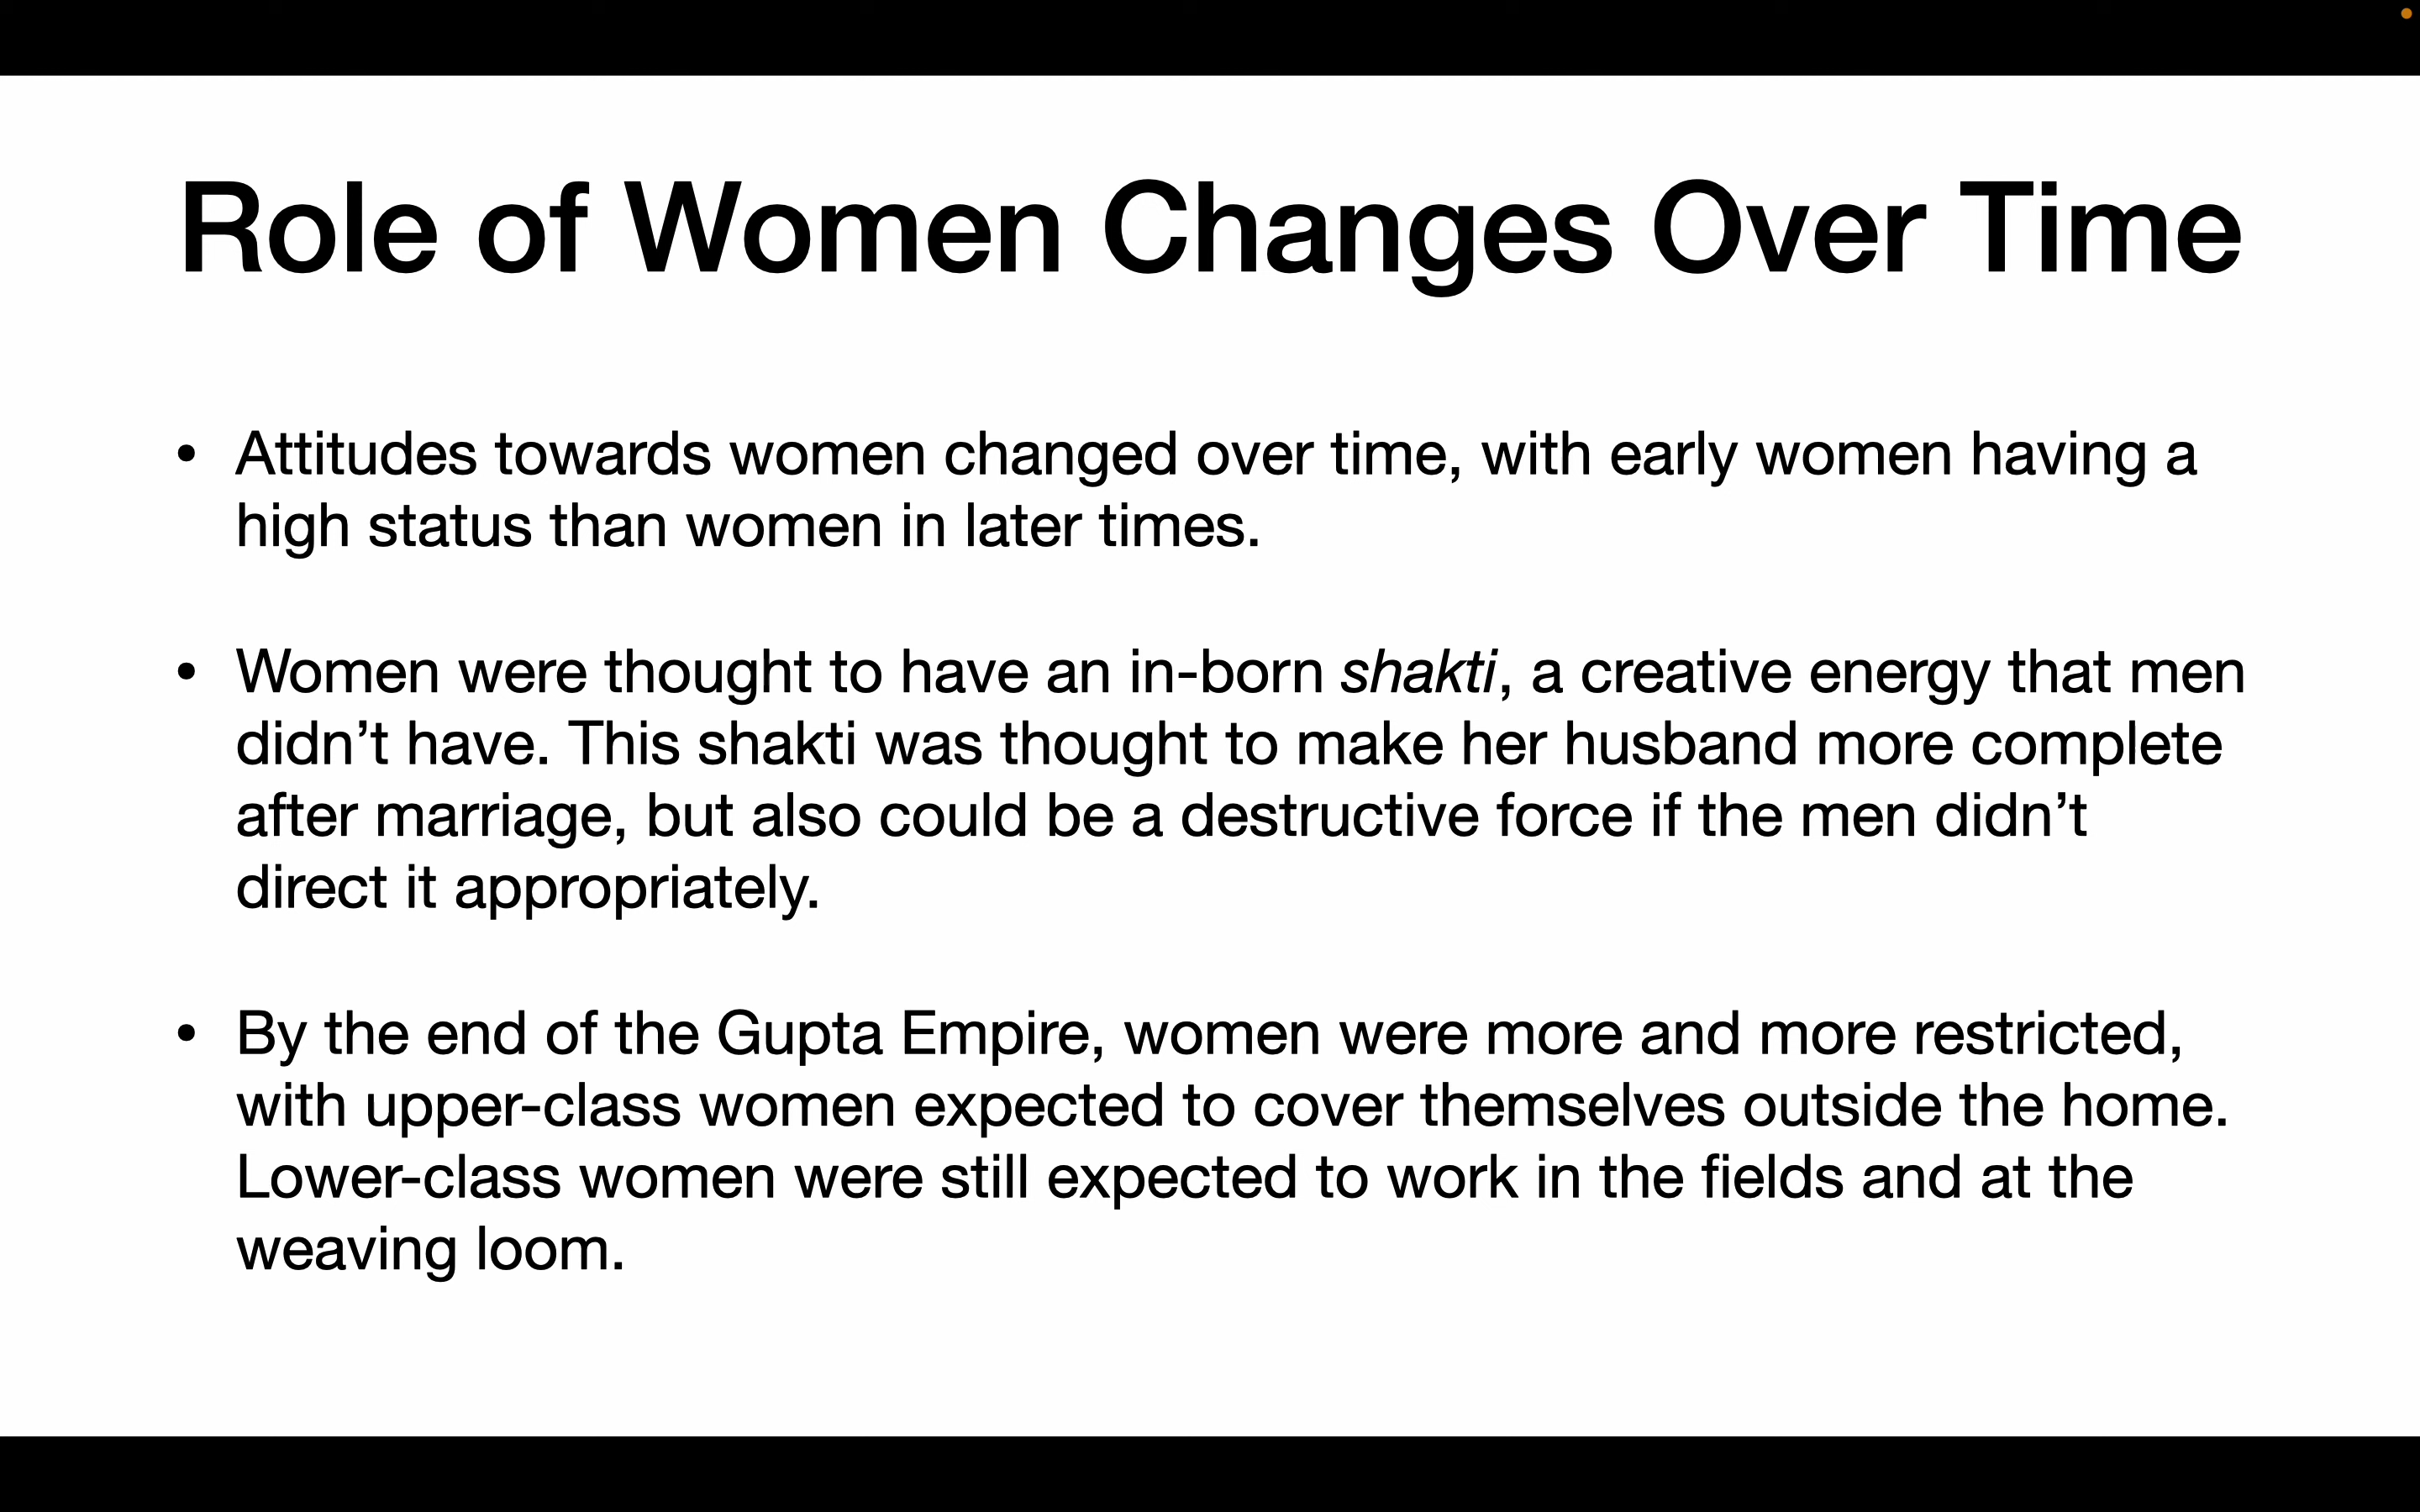 Role of Women Changes Over Time
• Attitudes towards women changed over time, with early women having a
high status than women in later times.
• Women were thought to have an in-born shakti, a creative energy that men
didn’t have. This shakti was thought to make her husband more complete
after marriage, but also could be a destructive force if the men didn’t
direct it appropriately.
• By the end of the Gupta Empire, women were more and more restricted,
with upper-class women expected to cover themselves outside the home.
Lower-class women were still expected to work in the fields and at the
weaving loom.